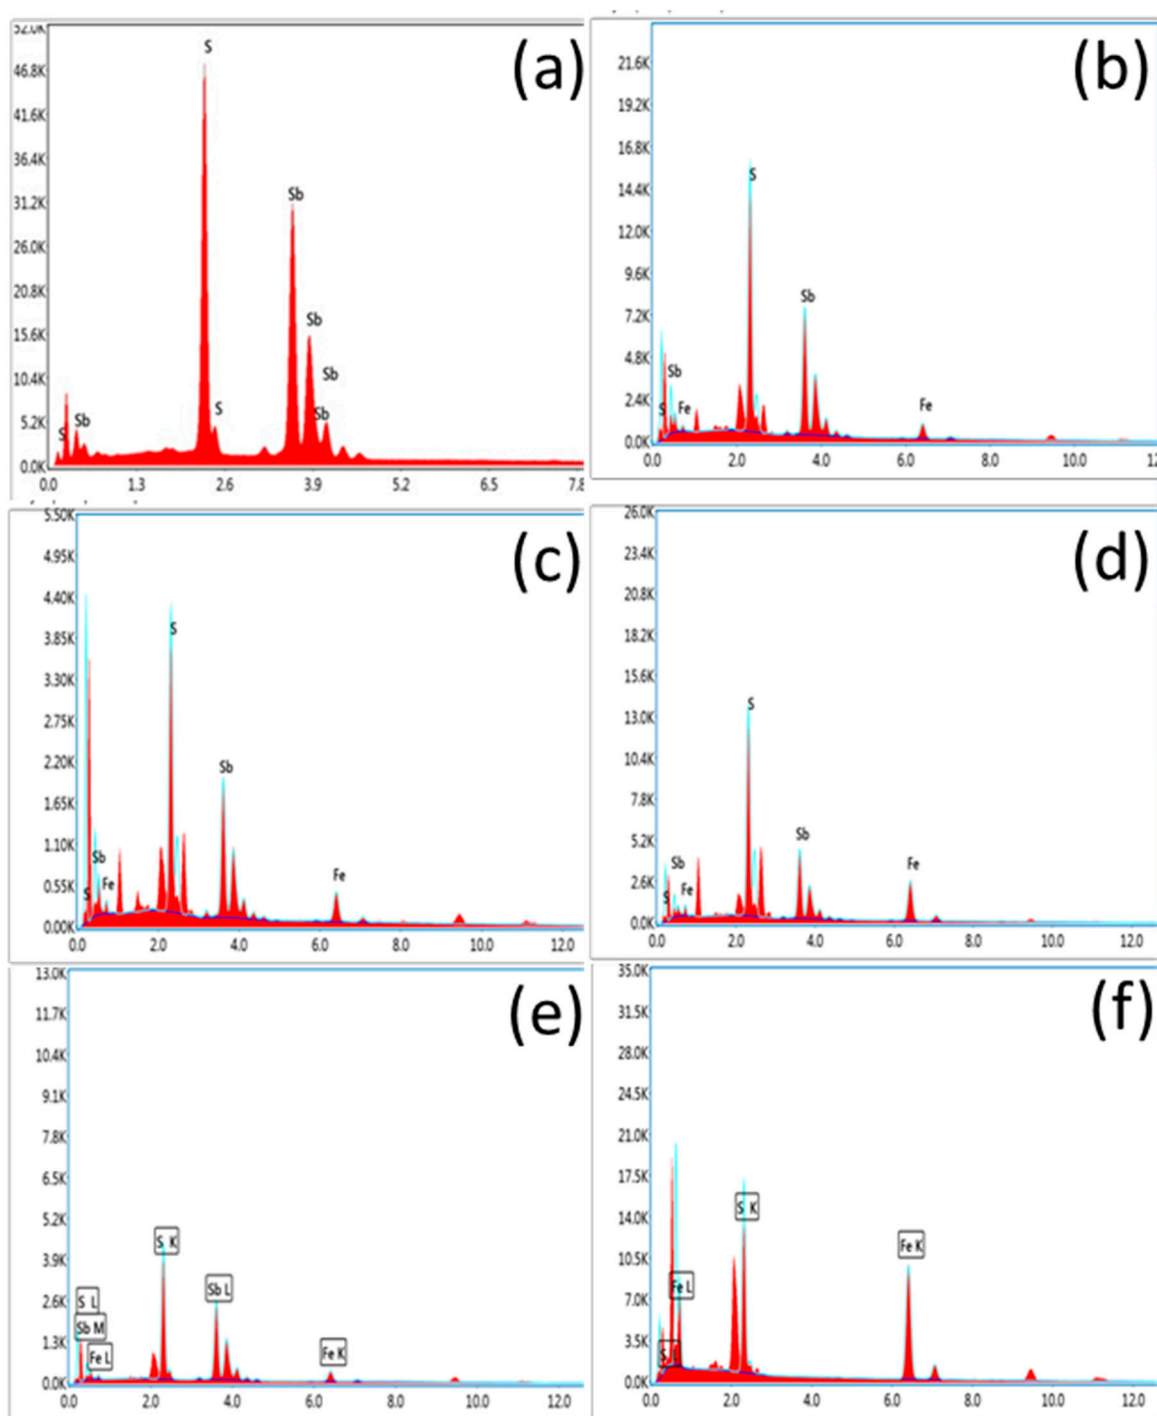 (a)
52.0K
46.8K
41.6K
36.4K
31.2K
26.0K
20.8K
15.6K
10.4K
5.2K
0.0K
S
Sb
Sb
Sb
Sb
S
Sb
S
0.0 1.3 2.6 3.9 5.2 6.5 7.8
(b)
21.6K
19.2K
16.8K
14.4K
12.0K
9.6K
7.2K
4.8K
2.4K
0.0K
S
Sb
Sb
S
Fe
Fe
0.0 2.0 4.0 6.0 8.0 10.0
(c)
5.50K
4.95K
4.40K
3.85K
3.30K
2.75K
2.20K
1.65K
1.10K
0.55K
0.00K
S
Sb
Sb
Fe
S
Fe
0.0 2.0 4.0 6.0 8.0 10.0 12.0
(d)
26.0K
23.4K
20.8K
18.2K
15.6K
13.0K
10.4K
7.8K
5.2K
2.6K
0.0K
S
Sb
Sb
Fe
S
Fe
0.0 2.0 4.0 6.0 8.0 10.0 12.0
(e)
13.0K
11.7K
10.4K
9.1K
7.8K
6.5K
5.2K
3.9K
2.6K
1.3K
0.0K
S K
Sb L
S L
Sb M
Fe L
Fe K
0.0 2.0 4.0 6.0 8.0 10.0 12.0
(f)
35.0K
31.5K
28.0K
24.5K
21.0K
17.5K
14.0K
10.5K
7.0K
3.5K
0.0K
S K
Fe K
Fe L
S L
0.0 2.0 4.0 6.0 8.0 10.0 12.0